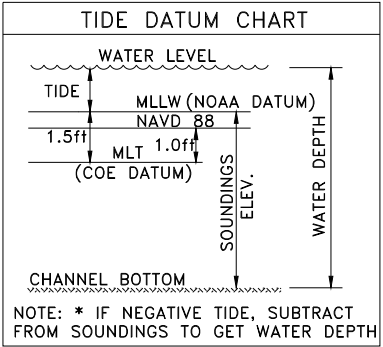 TIDE DATUM CHART
WATER LEVEL
TIDE
MLLW (NOAA DATUM)
NAVD 88
1.5ft
1.0ft
MLT
(COE DATUM)
SOUNDINGS
ELEV.
WATER DEPTH
CHANNEL BOTTOM
NOTE: * IF NEGATIVE TIDE, SUBTRACT
FROM SOUNDINGS TO GET WATER DEPTH